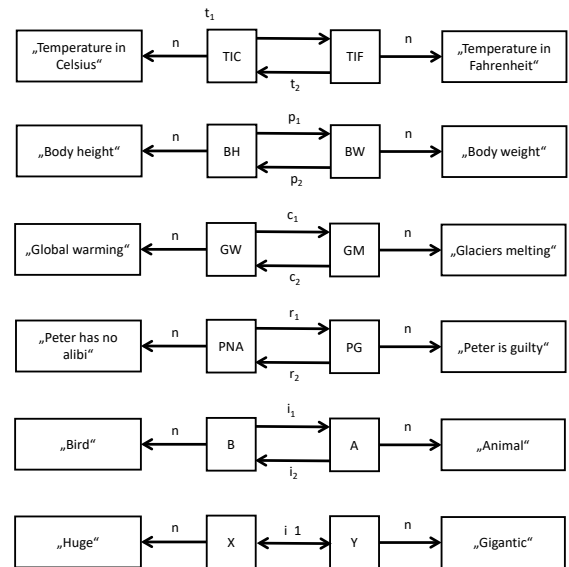 t₁
„Temperature in Celsius“ n TIC TIF n „Temperature in Fahrenheit“
t₂
p₁
„Body height“ n BH BW n „Body weight“
p₂
c₁
„Global warming“ n GW GM n „Glaciers melting“
c₂
r₁
„Peter has no alibi“ n PNA PG n „Peter is guilty“
r₂
i₁
„Bird“ n B A n „Animal“
i₂
„Huge“ n X i 1 Y n „Gigantic“